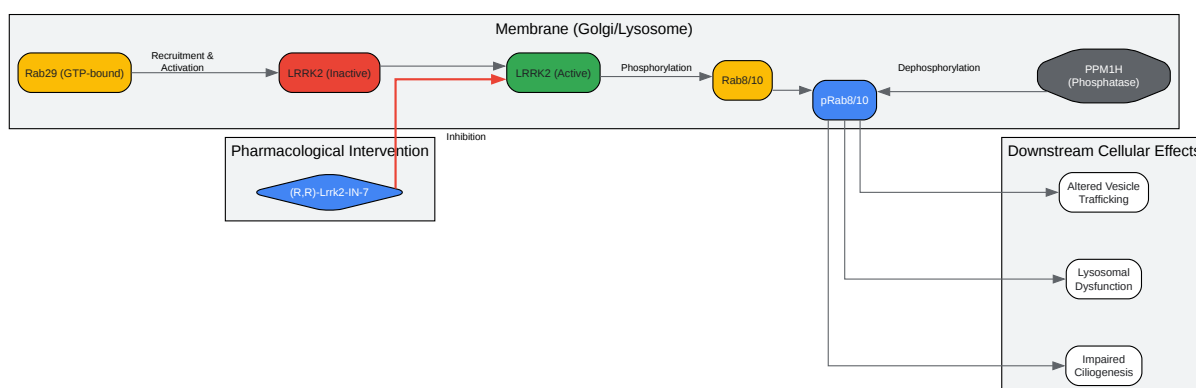 Membrane (Golgi/Lysosome)
Rab29 (GTP-bound)
Recruitment &
Activation
LRRK2 (Inactive)
LRRK2 (Active)
Phosphorylation
Rab8/10
pRab8/10
Dephosphorylation
PPM1H
(Phosphatase)
Inhibition
Pharmacological Intervention
(R,R)-Lrrk2-IN-7
Downstream Cellular Effects
Altered Vesicle
Trafficking
Lysosomal
Dysfunction
Impaired
Ciliogenesis